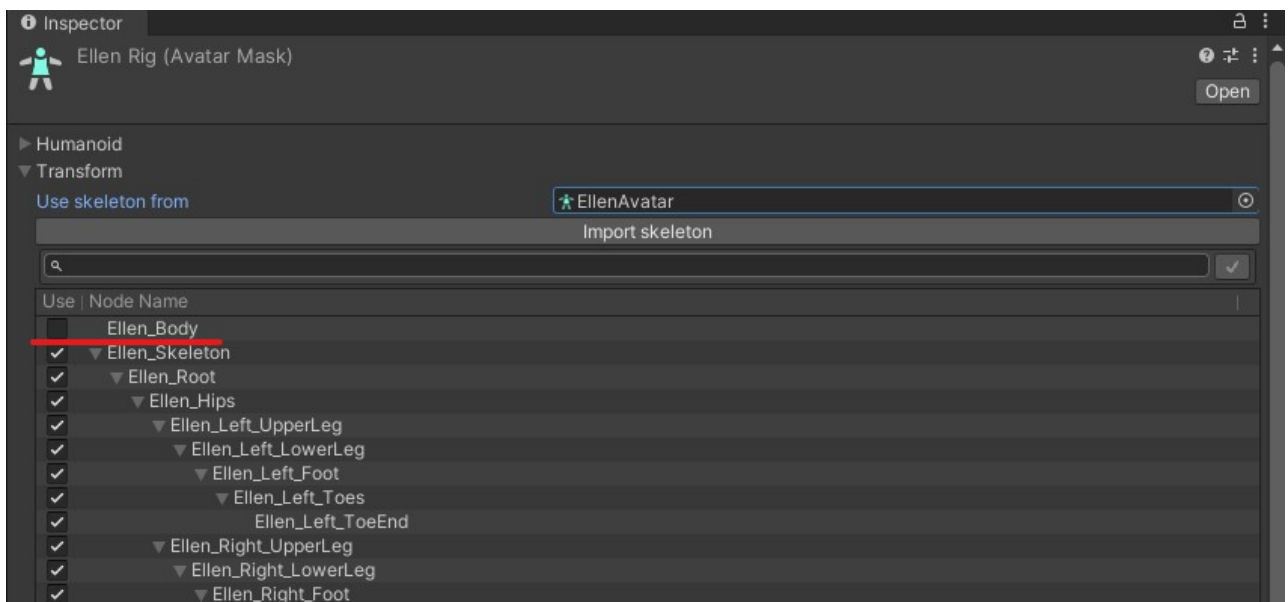 Inspector
Ellen Rig (Avatar Mask)
Open
Humanoid
Transform
Use skeleton from EllenAvatar
Import skeleton
Use Node Name
Ellen_Body
Ellen_Skeleton
Ellen_Root
Ellen_Hips
Ellen_Left_UpperLeg
Ellen_Left_LowerLeg
Ellen_Left_Foot
Ellen_Left_Toes
Ellen_Left_ToeEnd
Ellen_Right_UpperLeg
Ellen_Right_LowerLeg
Ellen_Right_Foot